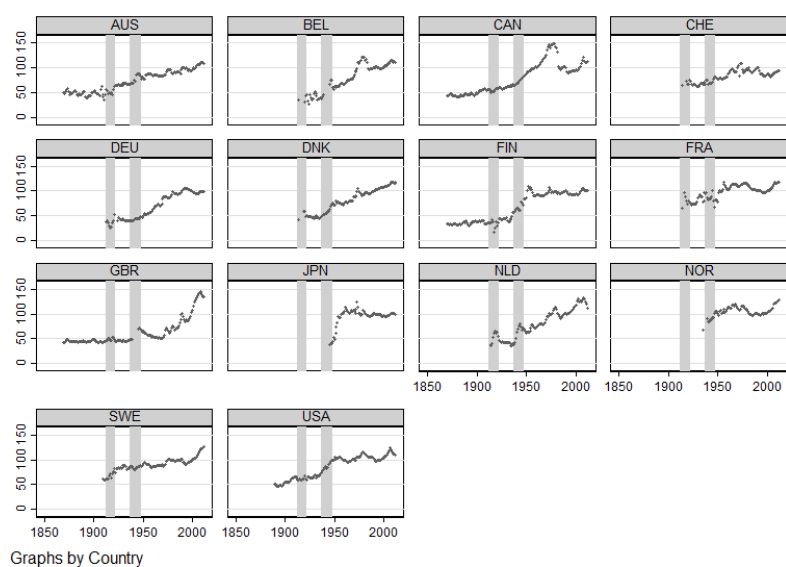 AUS BEL CAN CHE
0 50 100 150
DEU DNK FIN FRA
0 50 100 150
GBR JPN NLD NOR
0 50 100 150
1850 1900 1950 2000 1850 1900 1950 2000
SWE USA
0 50 100 150
1850 1900 1950 2000 1850 1900 1950 2000
Graphs by Country